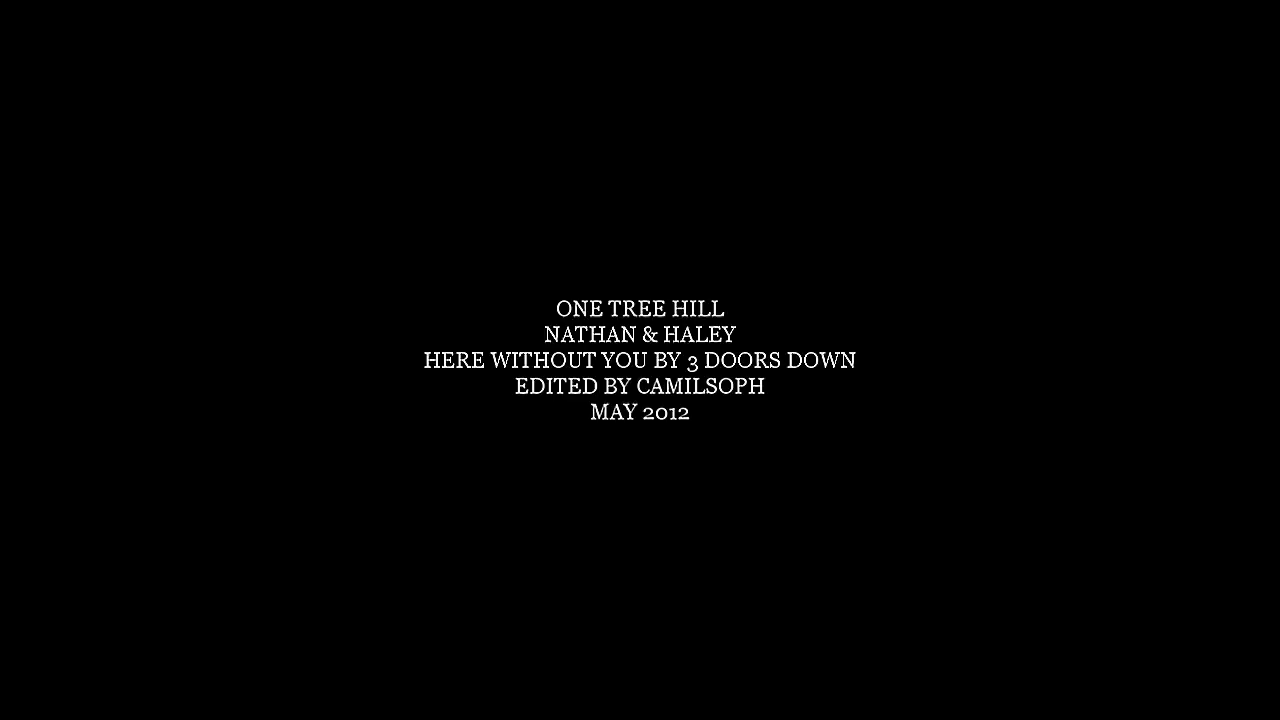 ONE TREE HILL
NATHAN & HALEY
HERE WITHOUT YOU BY 3 DOORS DOWN
EDITED BY CAMILSOPH
MAY 2012